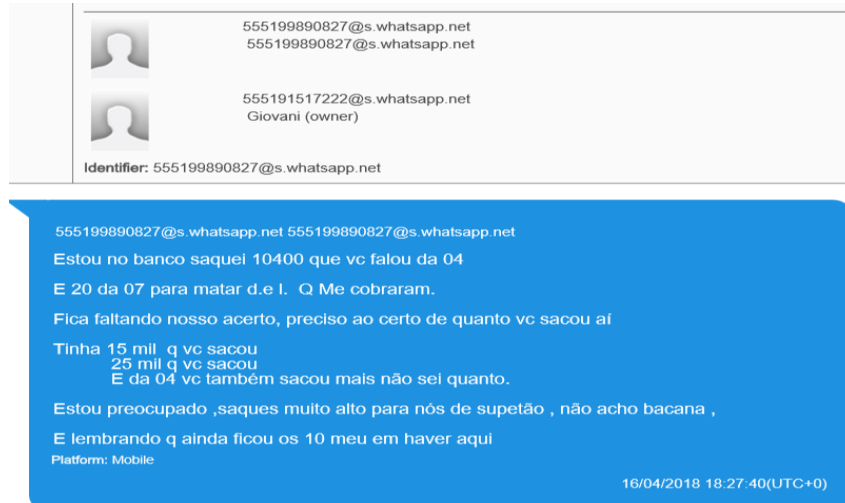 555199890827@s.whatsapp.net
555199890827@s.whatsapp.net
555191517222@s.whatsapp.net
Giovani (owner)
Identifier: 555199890827@s.whatsapp.net
555199890827@s.whatsapp.net 555199890827@s.whatsapp.net
Estou no banco saquei 10400 que vc falou da 04
E 20 da 07 para matar d.e l. Q Me cobraram.
Fica faltando nosso acerto, preciso ao certo de quanto vc sacou aí
Tinha 15 mil q vc sacou
25 mil q vc sacou
E da 04 vc também sacou mais não sei quanto.
Estou preocupado ,saques muito alto para nós de supetão , não acho bacana ,
E lembrando q ainda ficou os 10 meu em haver aqui
Platform: Mobile
16/04/2018 18:27:40(UTC+0)